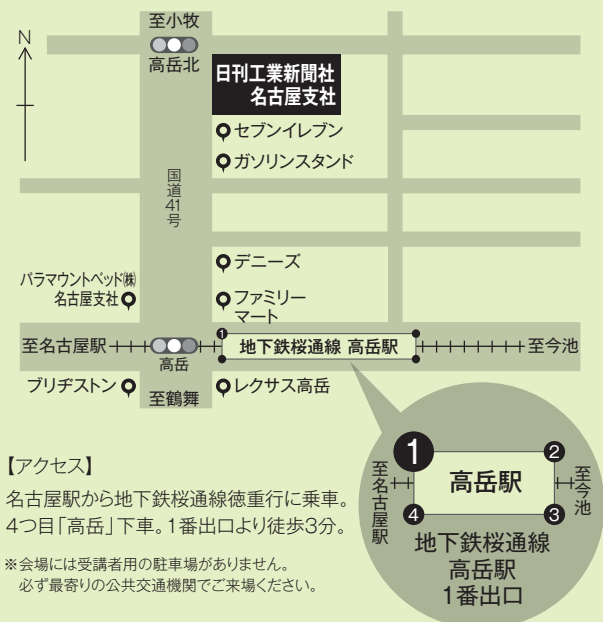 至小牧
N
高岳北
日刊工業新聞社
名古屋支社
セブンイレブン
ガソリンスタンド
国道41号
デニーズ
パラマウントベッド㈱
名古屋支社
ファミリー
マート
至名古屋駅
1
地下鉄桜通線 高岳駅
至今池
高岳
ブリヂストン
至鶴舞
レクサス高岳
1
2
至名古屋駅
高岳駅
至今池
4
3
地下鉄桜通線
高岳駅
1番出口
【アクセス】
名古屋駅から地下鉄桜通線徳重行に乗車。
4つ目「高岳」下車。1番出口より徒歩3分。
※会場には受講者用の駐車場がありません。
必ず最寄りの公共交通機関でご来場ください。